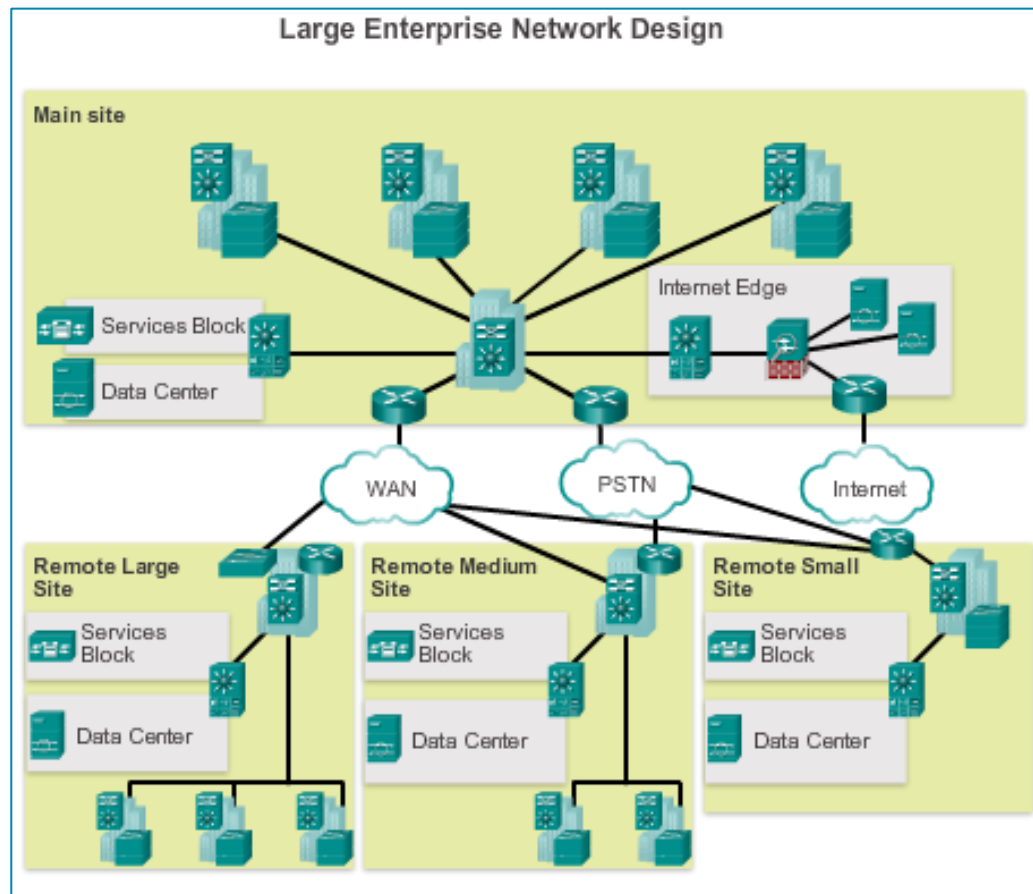 Large Enterprise Network Design
Main site
Internet Edge
Services Block
Data Center
WAN
PSTN
Internet
Remote Large
Site
Services
Block
Data Center
Remote Medium
Site
Services
Block
Data Center
Remote Small
Site
Services
Block
Data Center